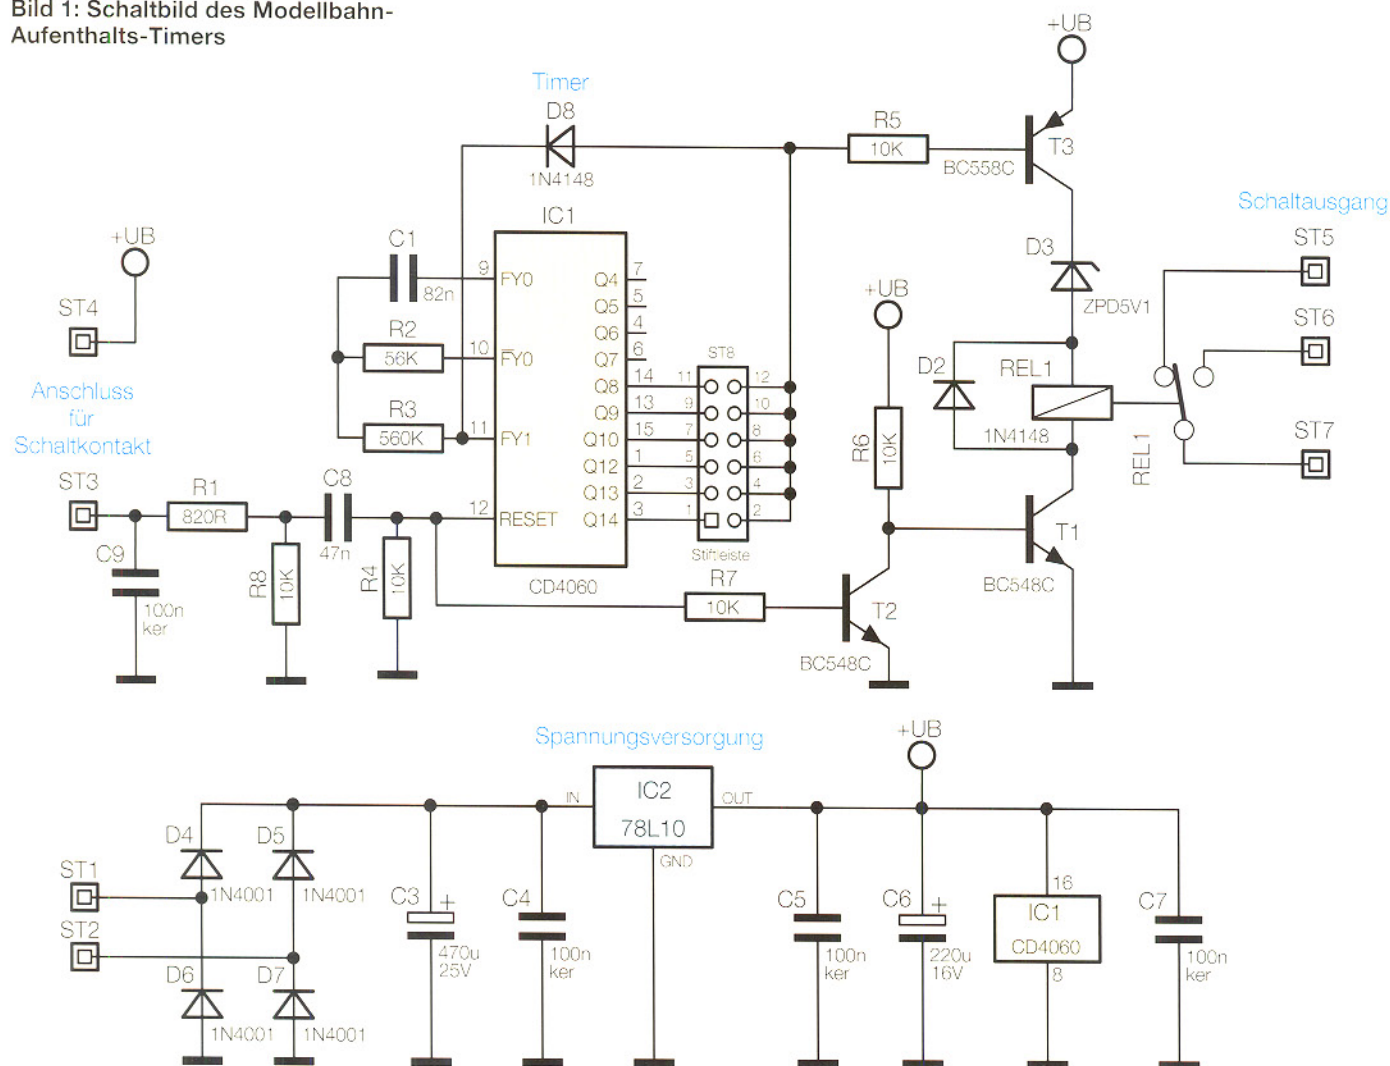 Bild 1: Schaltbild des Modellbahn-
Aufenthalts-Timers
+UB
Timer
D8
1N4148
R5
10K
T3
BC558C
Schaltausgang
ST5
ST6
ST7
IC1
+UB
ST4
C1
82n
9
FY0
R2
56K
10
FY0
R3
560K
11
FY1
12
RESET
Q4
7
Q5
5
Q6
4
Q7
6
Q8
14
Q9
13
Q10
15
Q12
1
Q13
2
Q14
3
CD4060
ST8
11
12
9
10
7
8
5
6
3
4
1
2
Stiftleiste
D3
ZPD5V1
+UB
D2
1N4148
REL1
REL1
R6
10K
T1
BC548C
Anschluss
für
Schaltkontakt
ST3
R1
820R
C8
47n
C9
100n
ker
R8
10K
R4
10K
R7
10K
T2
BC548C
Spannungsversorgung
+UB
IN
IC2
78L10
OUT
GND
D4
1N4001
D5
1N4001
ST1
ST2
D6
1N4001
D7
1N4001
C3
+
470u
25V
C4
100n
ker
C5
100n
ker
C6
+
220u
16V
16
IC1
CD4060
8
C7
100n
ker